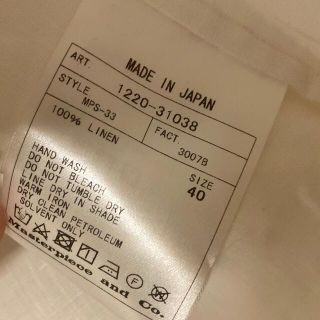 MADE IN JAPAN
ART.
1220-31038
STYLE
FACT.
MPS-33
3007B
100% LINEN
SIZE
40
HAND WASH
DO NOT BLEACH
DO NOT TUMBLE DRY
LINE DRY IN SHADE
WARM IRON
DRY CLEAN PETROLEUM
SOLVENT ONLY
Masterpiece and Co.